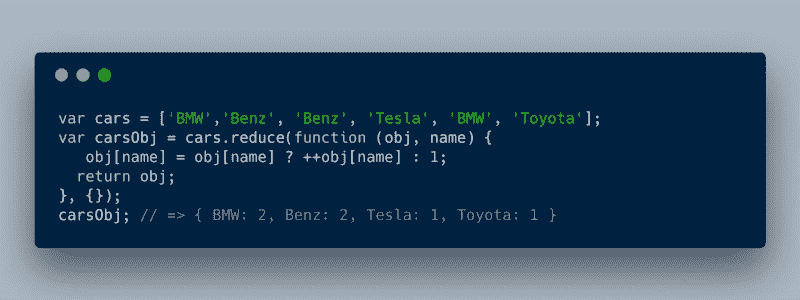 var cars = ['BMW','Benz', 'Benz', 'Tesla', 'BMW', 'Toyota'];
var carsObj = cars.reduce(function (obj, name) {
   obj[name] = obj[name] ? ++obj[name] : 1;
  return obj;
}, {});
carsObj; // => { BMW: 2, Benz: 2, Tesla: 1, Toyota: 1 }